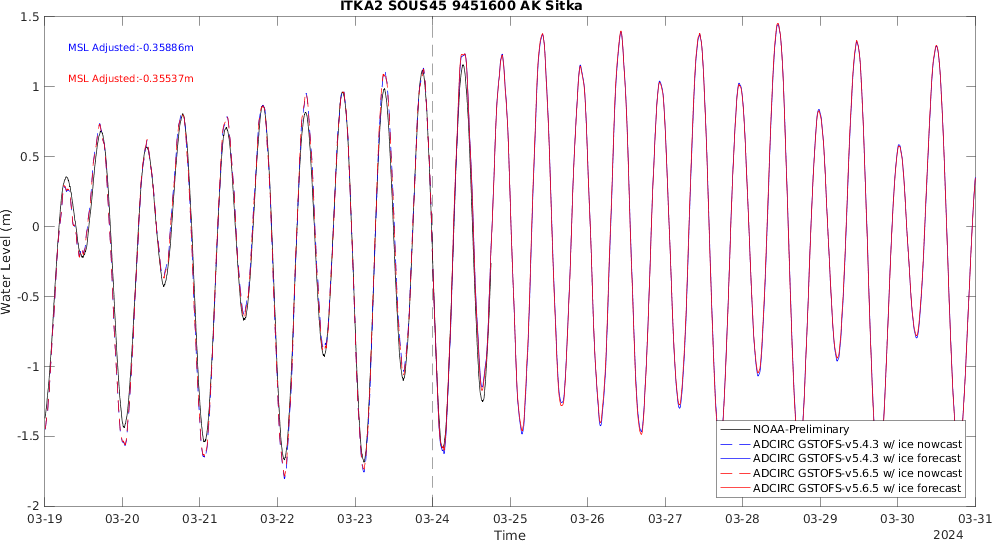 ITKA2 SOUS45 9451600 AK Sitka
MSL Adjusted:-0.35886m
MSL Adjusted:-0.35537m
Water Level (m)
1.5
1
0.5
0
-0.5
-1
-1.5
-2
NOAA-Preliminary
ADCIRC GSTOFS-v5.4.3 w/ ice nowcast
ADCIRC GSTOFS-v5.4.3 w/ ice forecast
ADCIRC GSTOFS-v5.6.5 w/ ice nowcast
ADCIRC GSTOFS-v5.6.5 w/ ice forecast
03-19 03-20 03-21 03-22 03-23 03-24 03-25 03-26 03-27 03-28 03-29 03-30 03-31
Time
2024